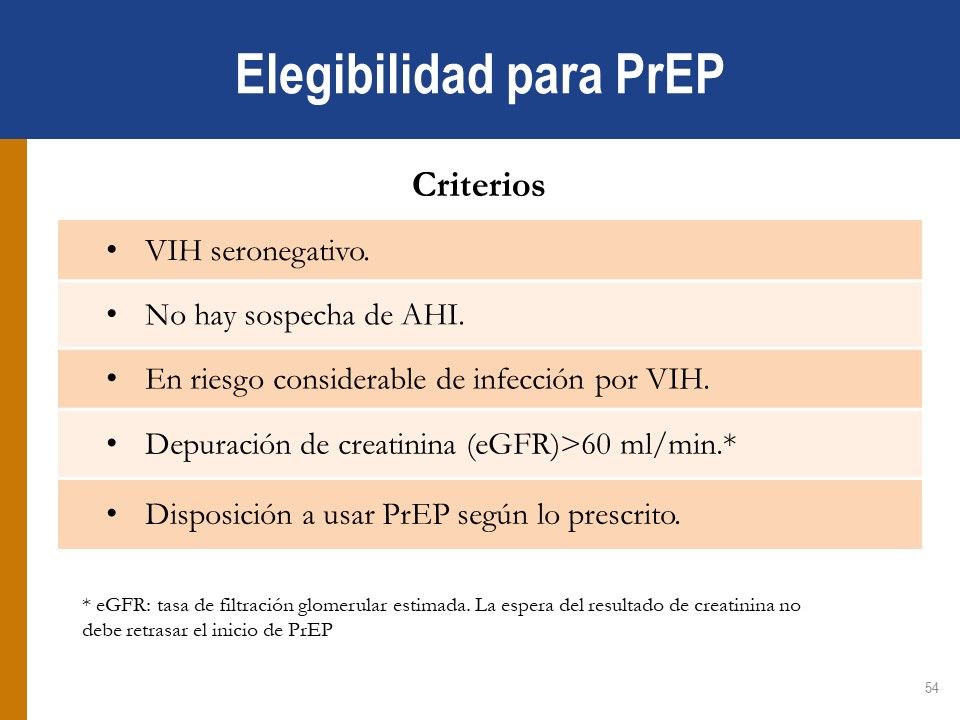 Elegibilidad para PrEP
Criterios
• VIH seronegativo.
• No hay sospecha de AHI.
• En riesgo considerable de infección por VIH.
• Depuración de creatinina (eGFR)>60 ml/min.*
• Disposición a usar PrEP según lo prescrito.
* eGFR: tasa de filtración glomerular estimada. La espera del resultado de creatinina no
debe retrasar el inicio de PrEP
54